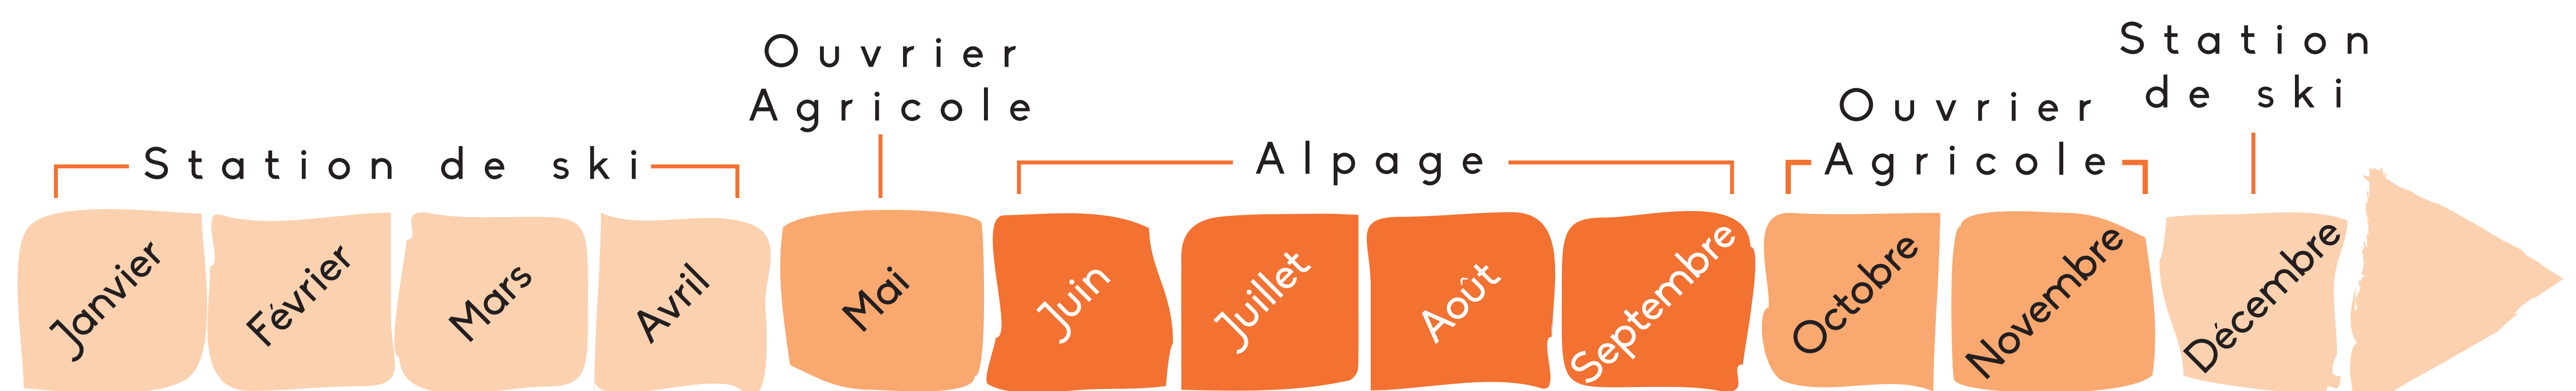 Station de ski
Ouvrier
Agricole
Alpage
Ouvrier
Agricole
Station
de ski
Janvier
Février
Mars
Avril
Mai
Juin
Juillet
Août
Septembre
Octobre
Novembre
Décembre